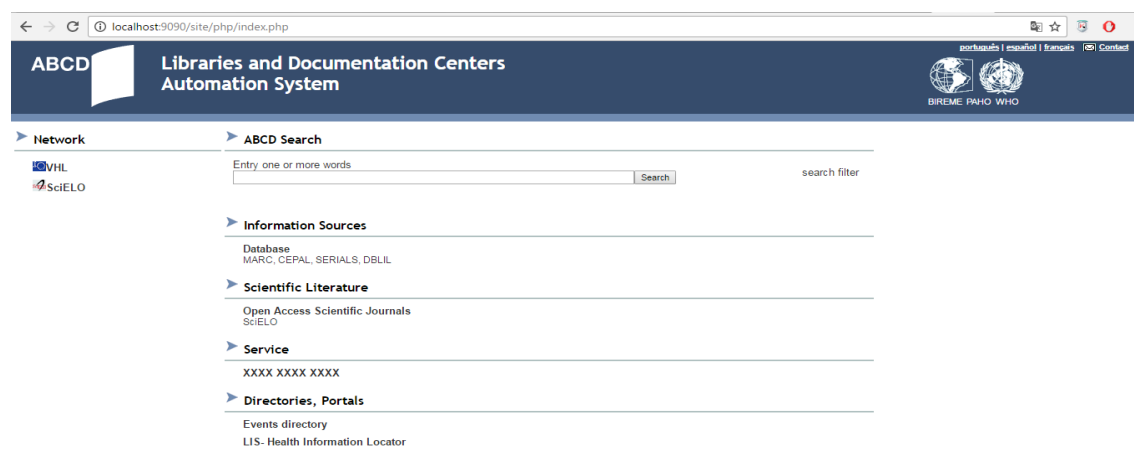 localhost:9090/site/php/index.php
português | español | français Contact
ABCD
Libraries and Documentation Centers
Automation System
BIREME PAHO WHO
Network
VHL
SciELO
ABCD Search
Entry one or more words
Search
search filter
Information Sources
Database
MARC, CEPAL, SERIALS, DBLIL
Scientific Literature
Open Access Scientific Journals
SciELO
Service
XXXX XXXX XXXX
Directories, Portals
Events directory
LIS- Health Information Locator